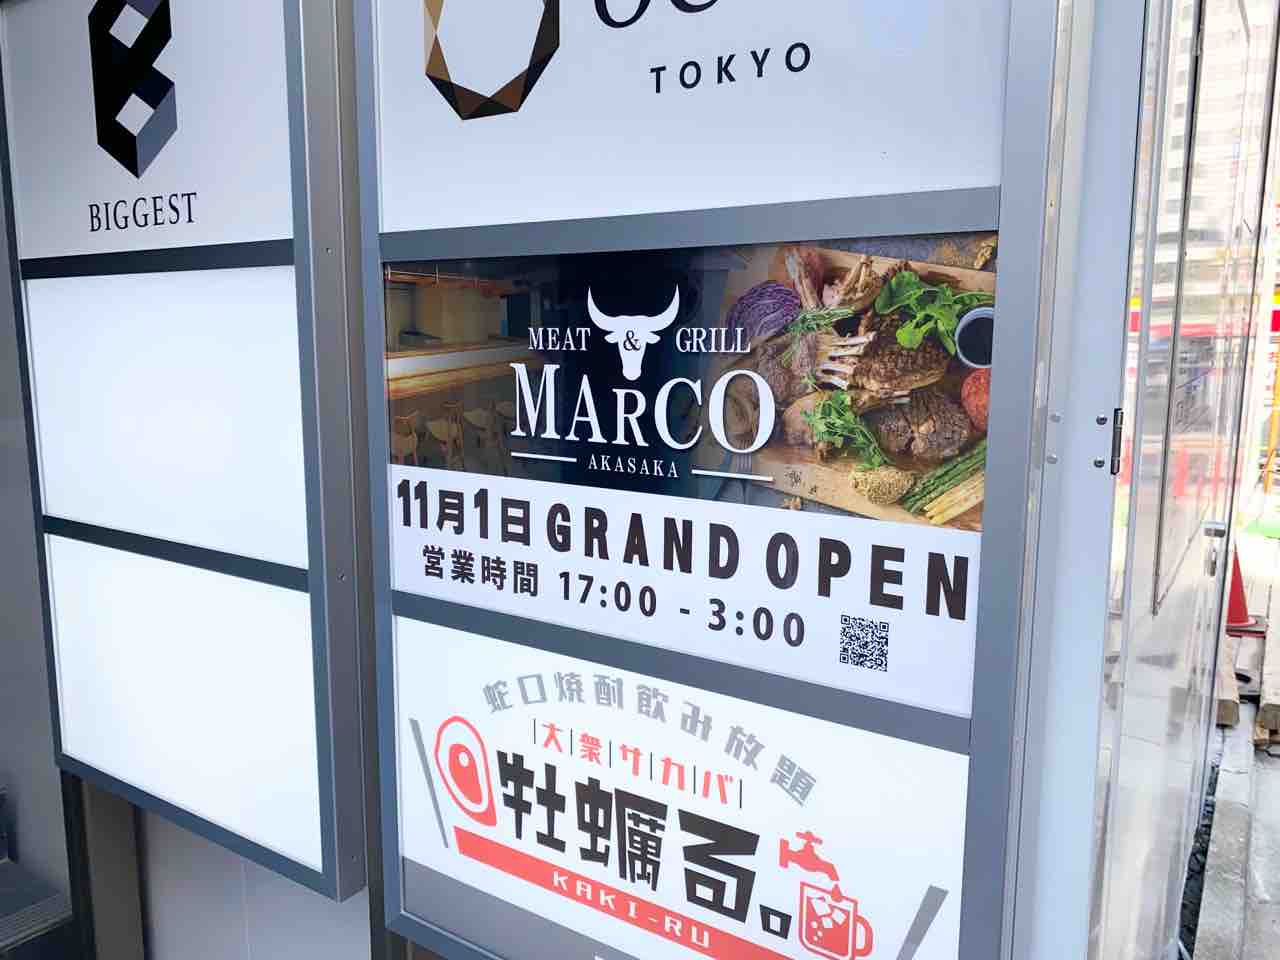 BIGGEST
TOKYO
MEAT & GRILL
MARCO
AKASAKA
11月1日 GRAND OPEN
営業時間 17:00 - 3:00
蛇口焼酎飲み放題
大衆サカバ
牡蠣る。
KAKI-RU